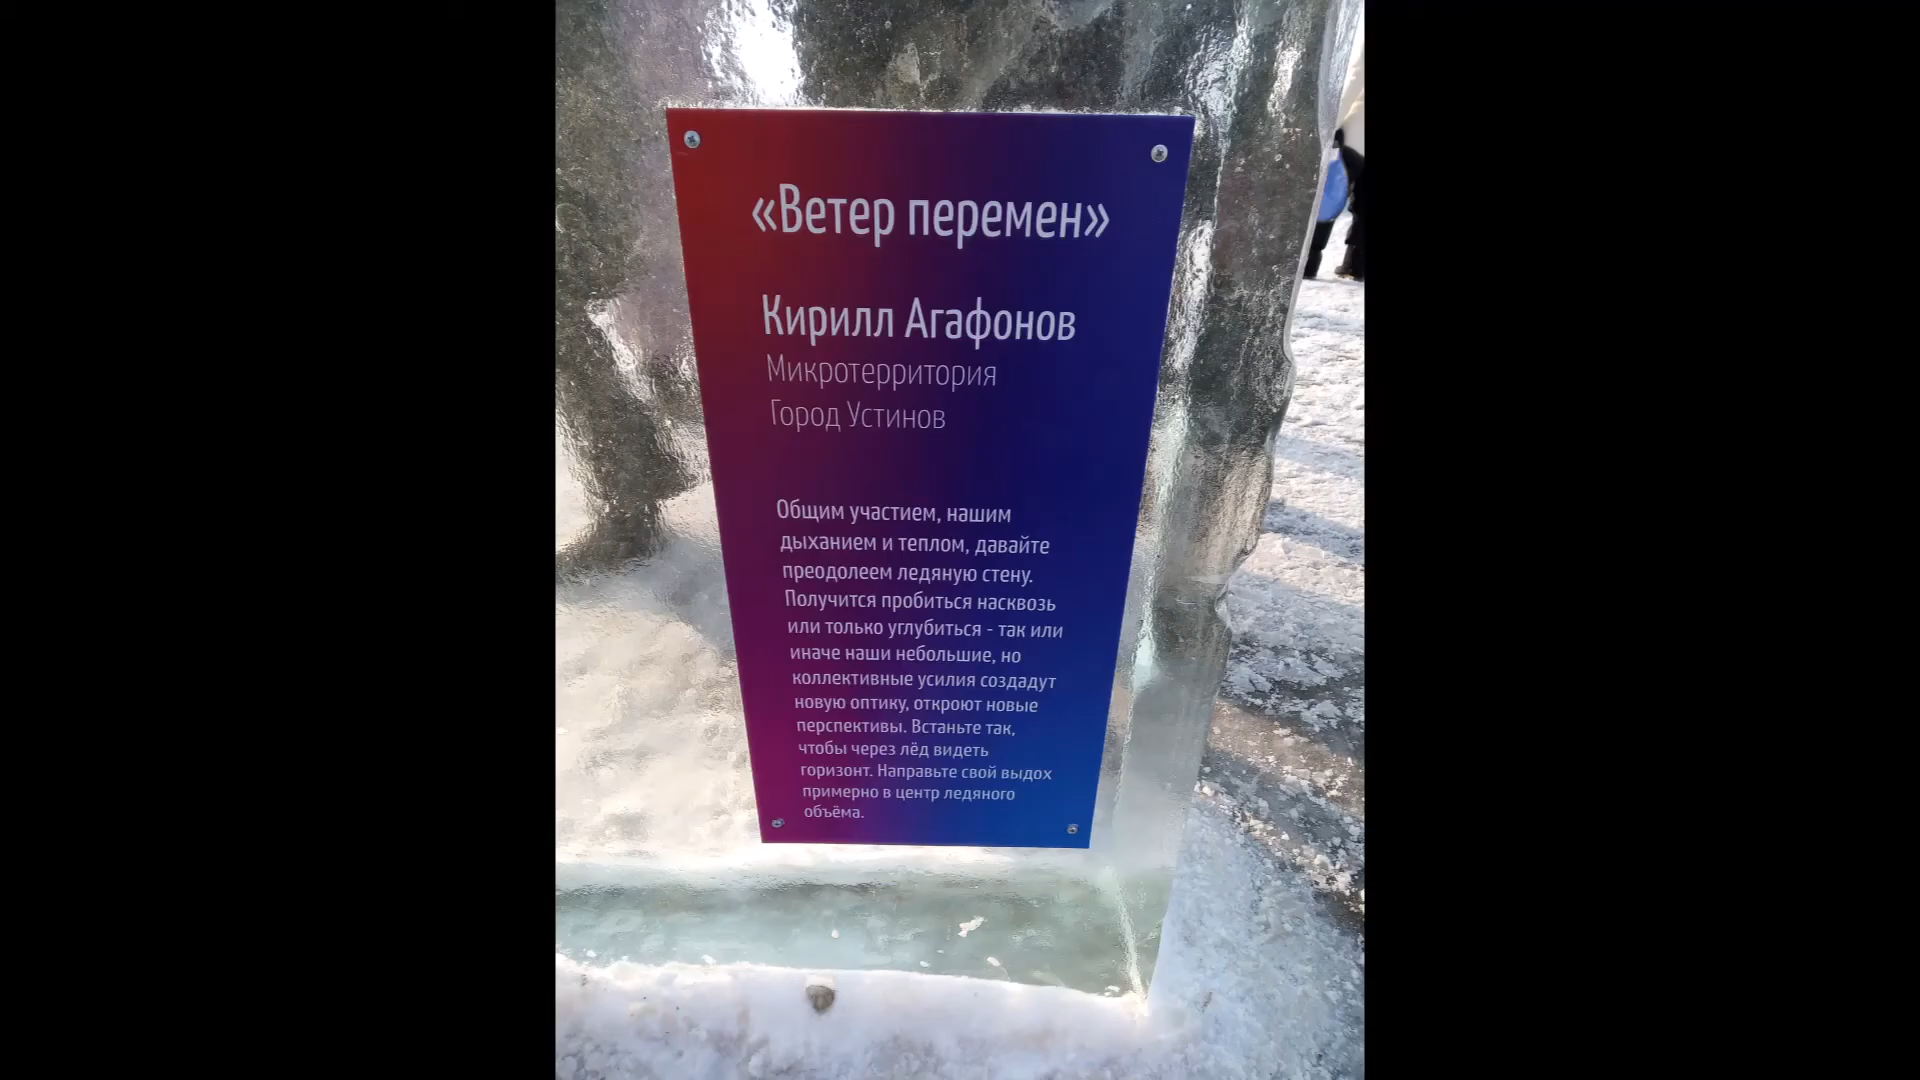 «Ветер перемен»
Кирилл Агафонов
Микротерритория
Город Устинов
Общим участием, нашим
дыханием и теплом, давайте
преодолеем ледяную стену.
Получится пробиться насквозь
или только углубиться - так или
иначе наши небольшие, но
коллективные усилия создадут
новую оптику, откроют новые
перспективы. Встаньте так,
чтобы через лёд видеть
горизонт. Направьте свой выдох
примерно в центр ледяного
объёма.